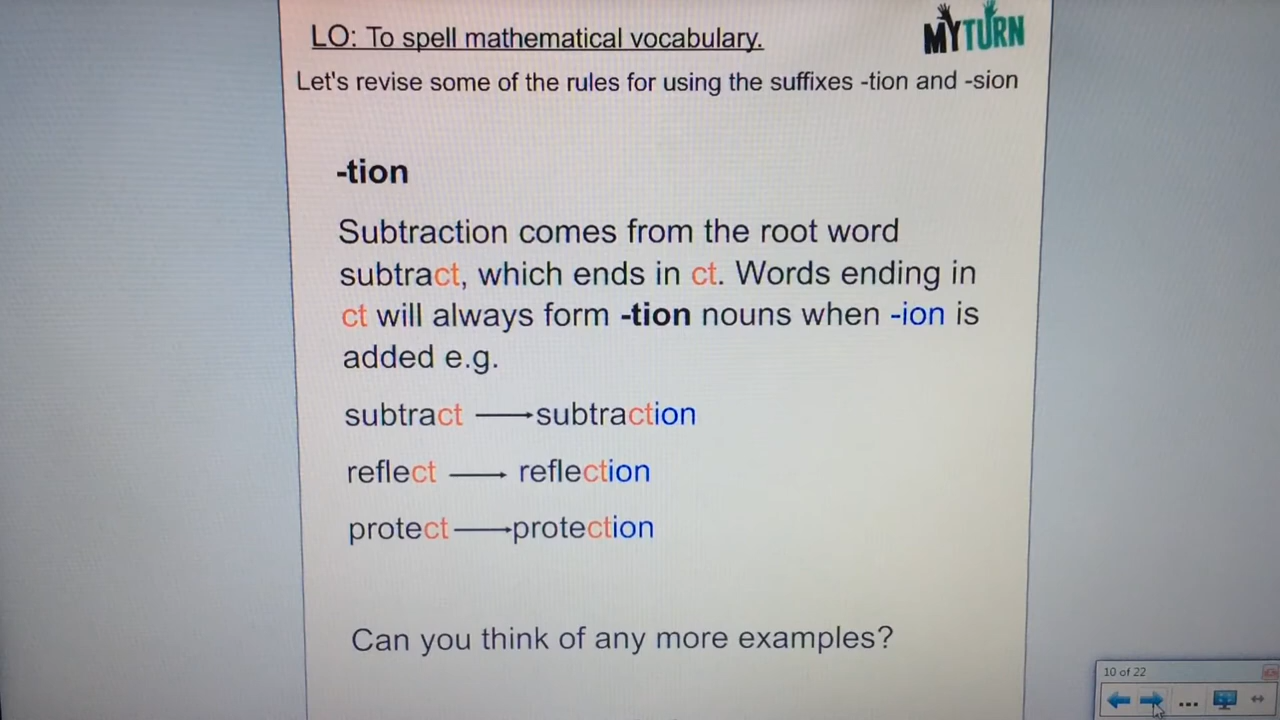 LO: To spell mathematical vocabulary.
MYTURN
Let's revise some of the rules for using the suffixes -tion and -sion
-tion
Subtraction comes from the root word
subtract, which ends in ct. Words ending in
ct will always form -tion nouns when -ion is
added e.g.
subtract → subtraction
reflect → reflection
protect → protection
Can you think of any more examples?
10 of 22